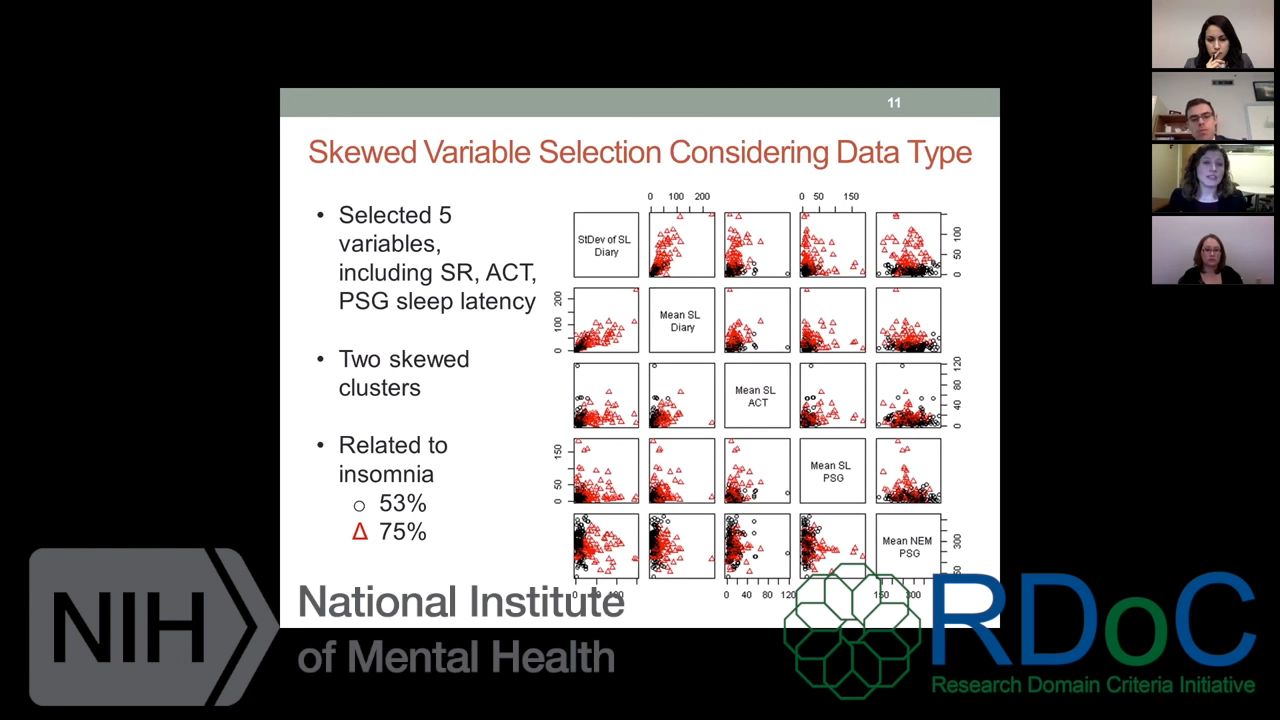 11
Skewed Variable Selection Considering Data Type
• Selected 5
variables,
including SR, ACT,
PSG sleep latency
• Two skewed
clusters
• Related to
insomnia
○ 53%
Δ 75%
0 100 200
0 50 150
StDev of SL
Diary
0 50 100
0 100 200
Mean SL
Diary
Mean SL
ACT
0 40 80 120
0 50 150
Mean SL
PSG
Mean NEM
PSG
300
0 40 80 120
150 300
NIH
National Institute
of Mental Health
RDoC
Research Domain Criteria Initiative